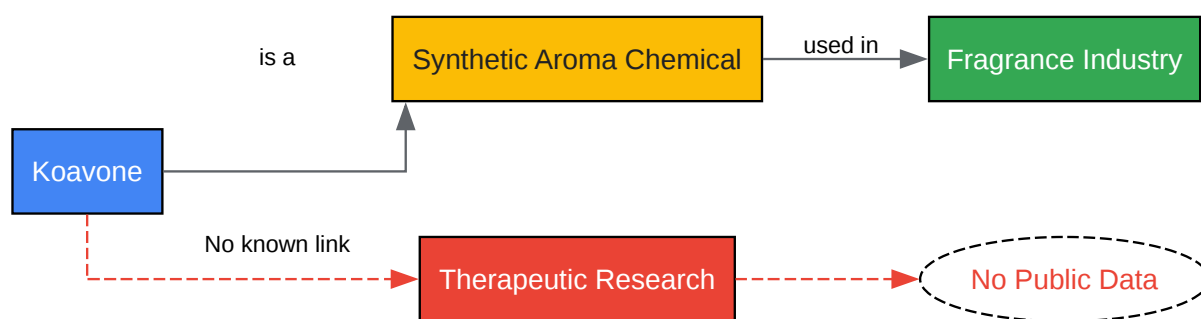 is a
Synthetic Aroma Chemical
used in
Fragrance Industry
Koavone
No known link
Therapeutic Research
No Public Data